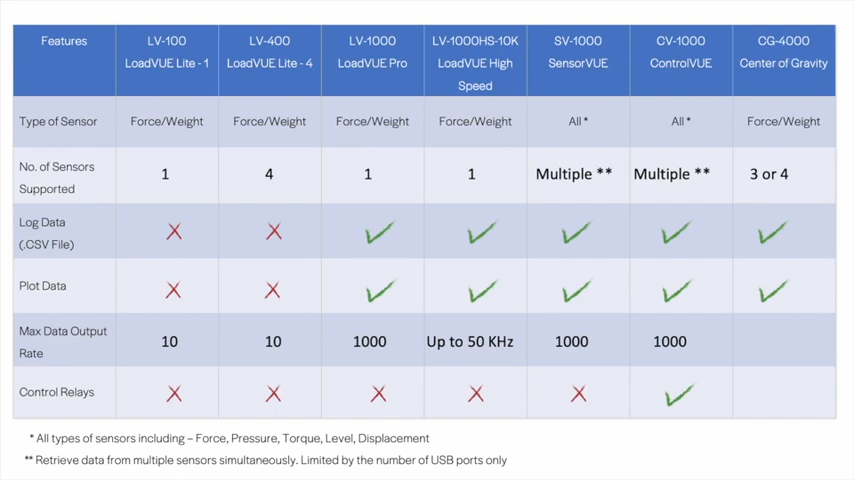 Features LV-100 LV-400 LV-1000 LV-1000HS-10K SV-1000 CV-1000 CG-4000
LoadVUE Lite - 1 LoadVUE Lite - 4 LoadVUE Pro LoadVUE High SensorVUE ControlVUE Center of Gravity
Speed
Type of Sensor Force/Weight Force/Weight Force/Weight Force/Weight All * All * Force/Weight
No. of Sensors
Supported 1 4 1 1 Multiple ** Multiple ** 3 or 4
Log Data
(.CSV File)
Plot Data
Max Data Output
Rate 10 10 1000 Up to 50 KHz 1000 1000
Control Relays
* All types of sensors including – Force, Pressure, Torque, Level, Displacement
** Retrieve data from multiple sensors simultaneously. Limited by the number of USB ports only